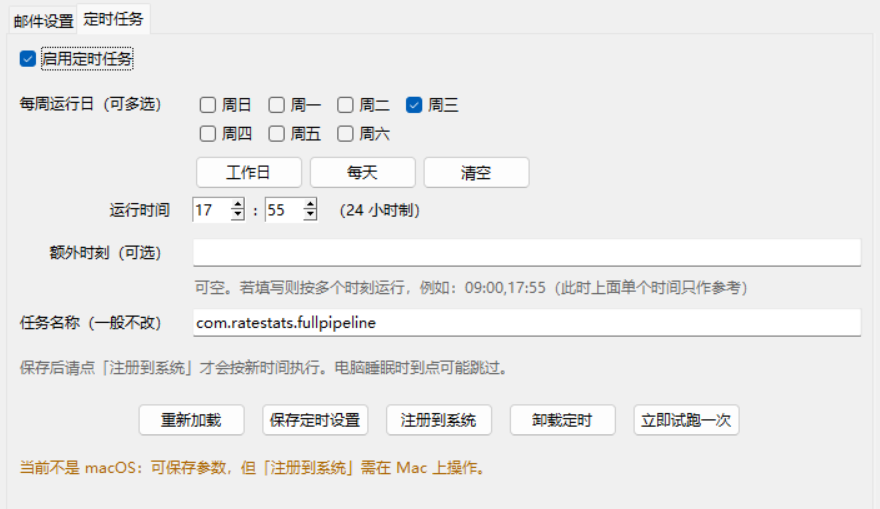 邮件设置 定时任务
启用定时任务
每周运行日（可多选） 周日 周一 周二 周三
周四 周五 周六
工作日 每天 清空
运行时间 17 : 55 （24 小时制）
额外时刻（可选）
可空。若填写则按多个时刻运行，例如：09:00,17:55（此时上面单个时间只作参考）
任务名称（一般不改） com.ratestats.fullpipeline
保存后请点「注册到系统」才会按新时间执行。电脑睡眠时到点可能跳过。
重新加载 保存定时设置 注册到系统 卸载定时 立即试跑一次
当前不是 macOS：可保存参数，但「注册到系统」需在 Mac 上操作。